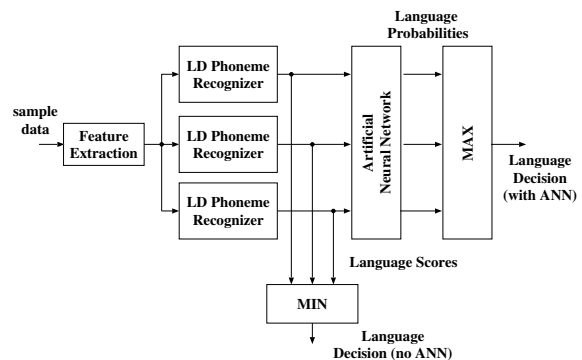 Language
Probabilities
LD Phoneme
Recognizer
sample
data
Feature
Extraction
LD Phoneme
Recognizer
LD Phoneme
Recognizer
Artificial
Neural Network
MAX
Language
Decision
(with ANN)
Language Scores
MIN
Language
Decision (no ANN)